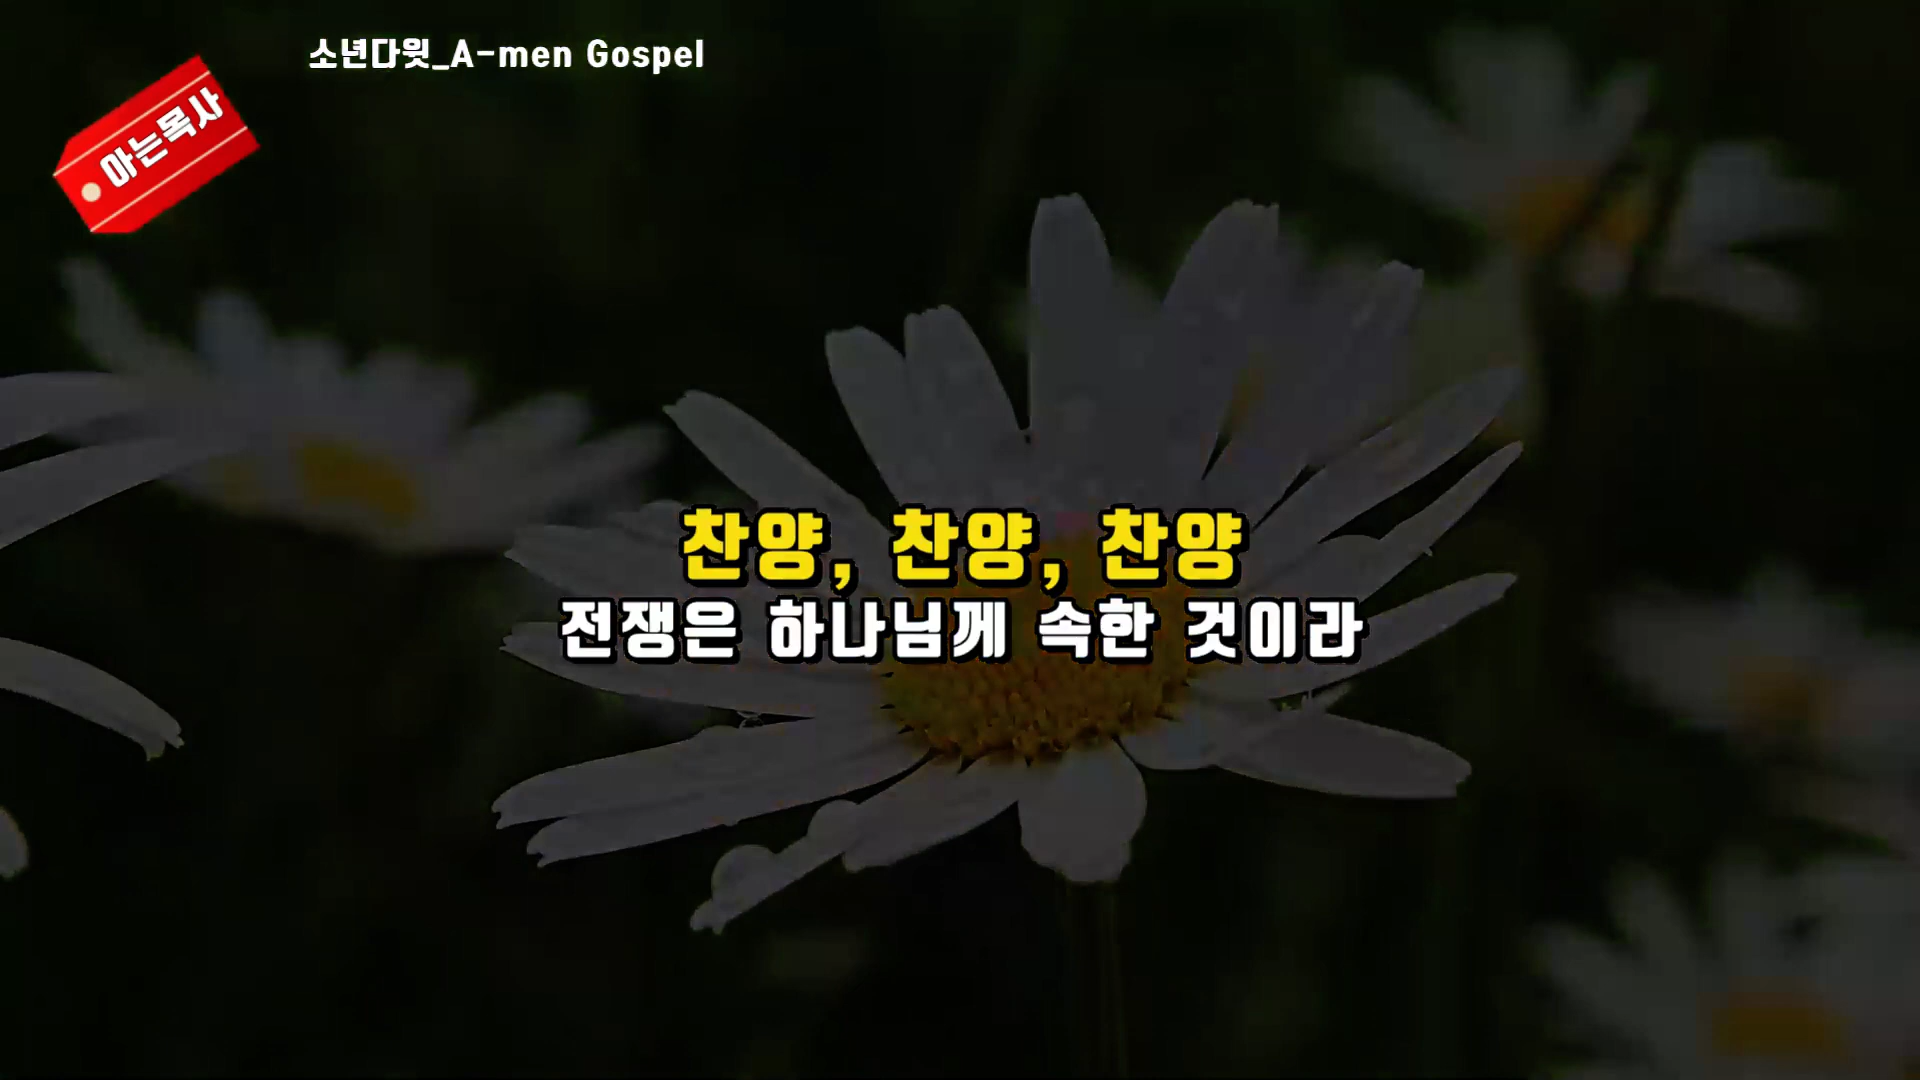 소년다윗_A-men Gospel
아는목사
찬양, 찬양, 찬양
전쟁은 하나님께 속한 것이라